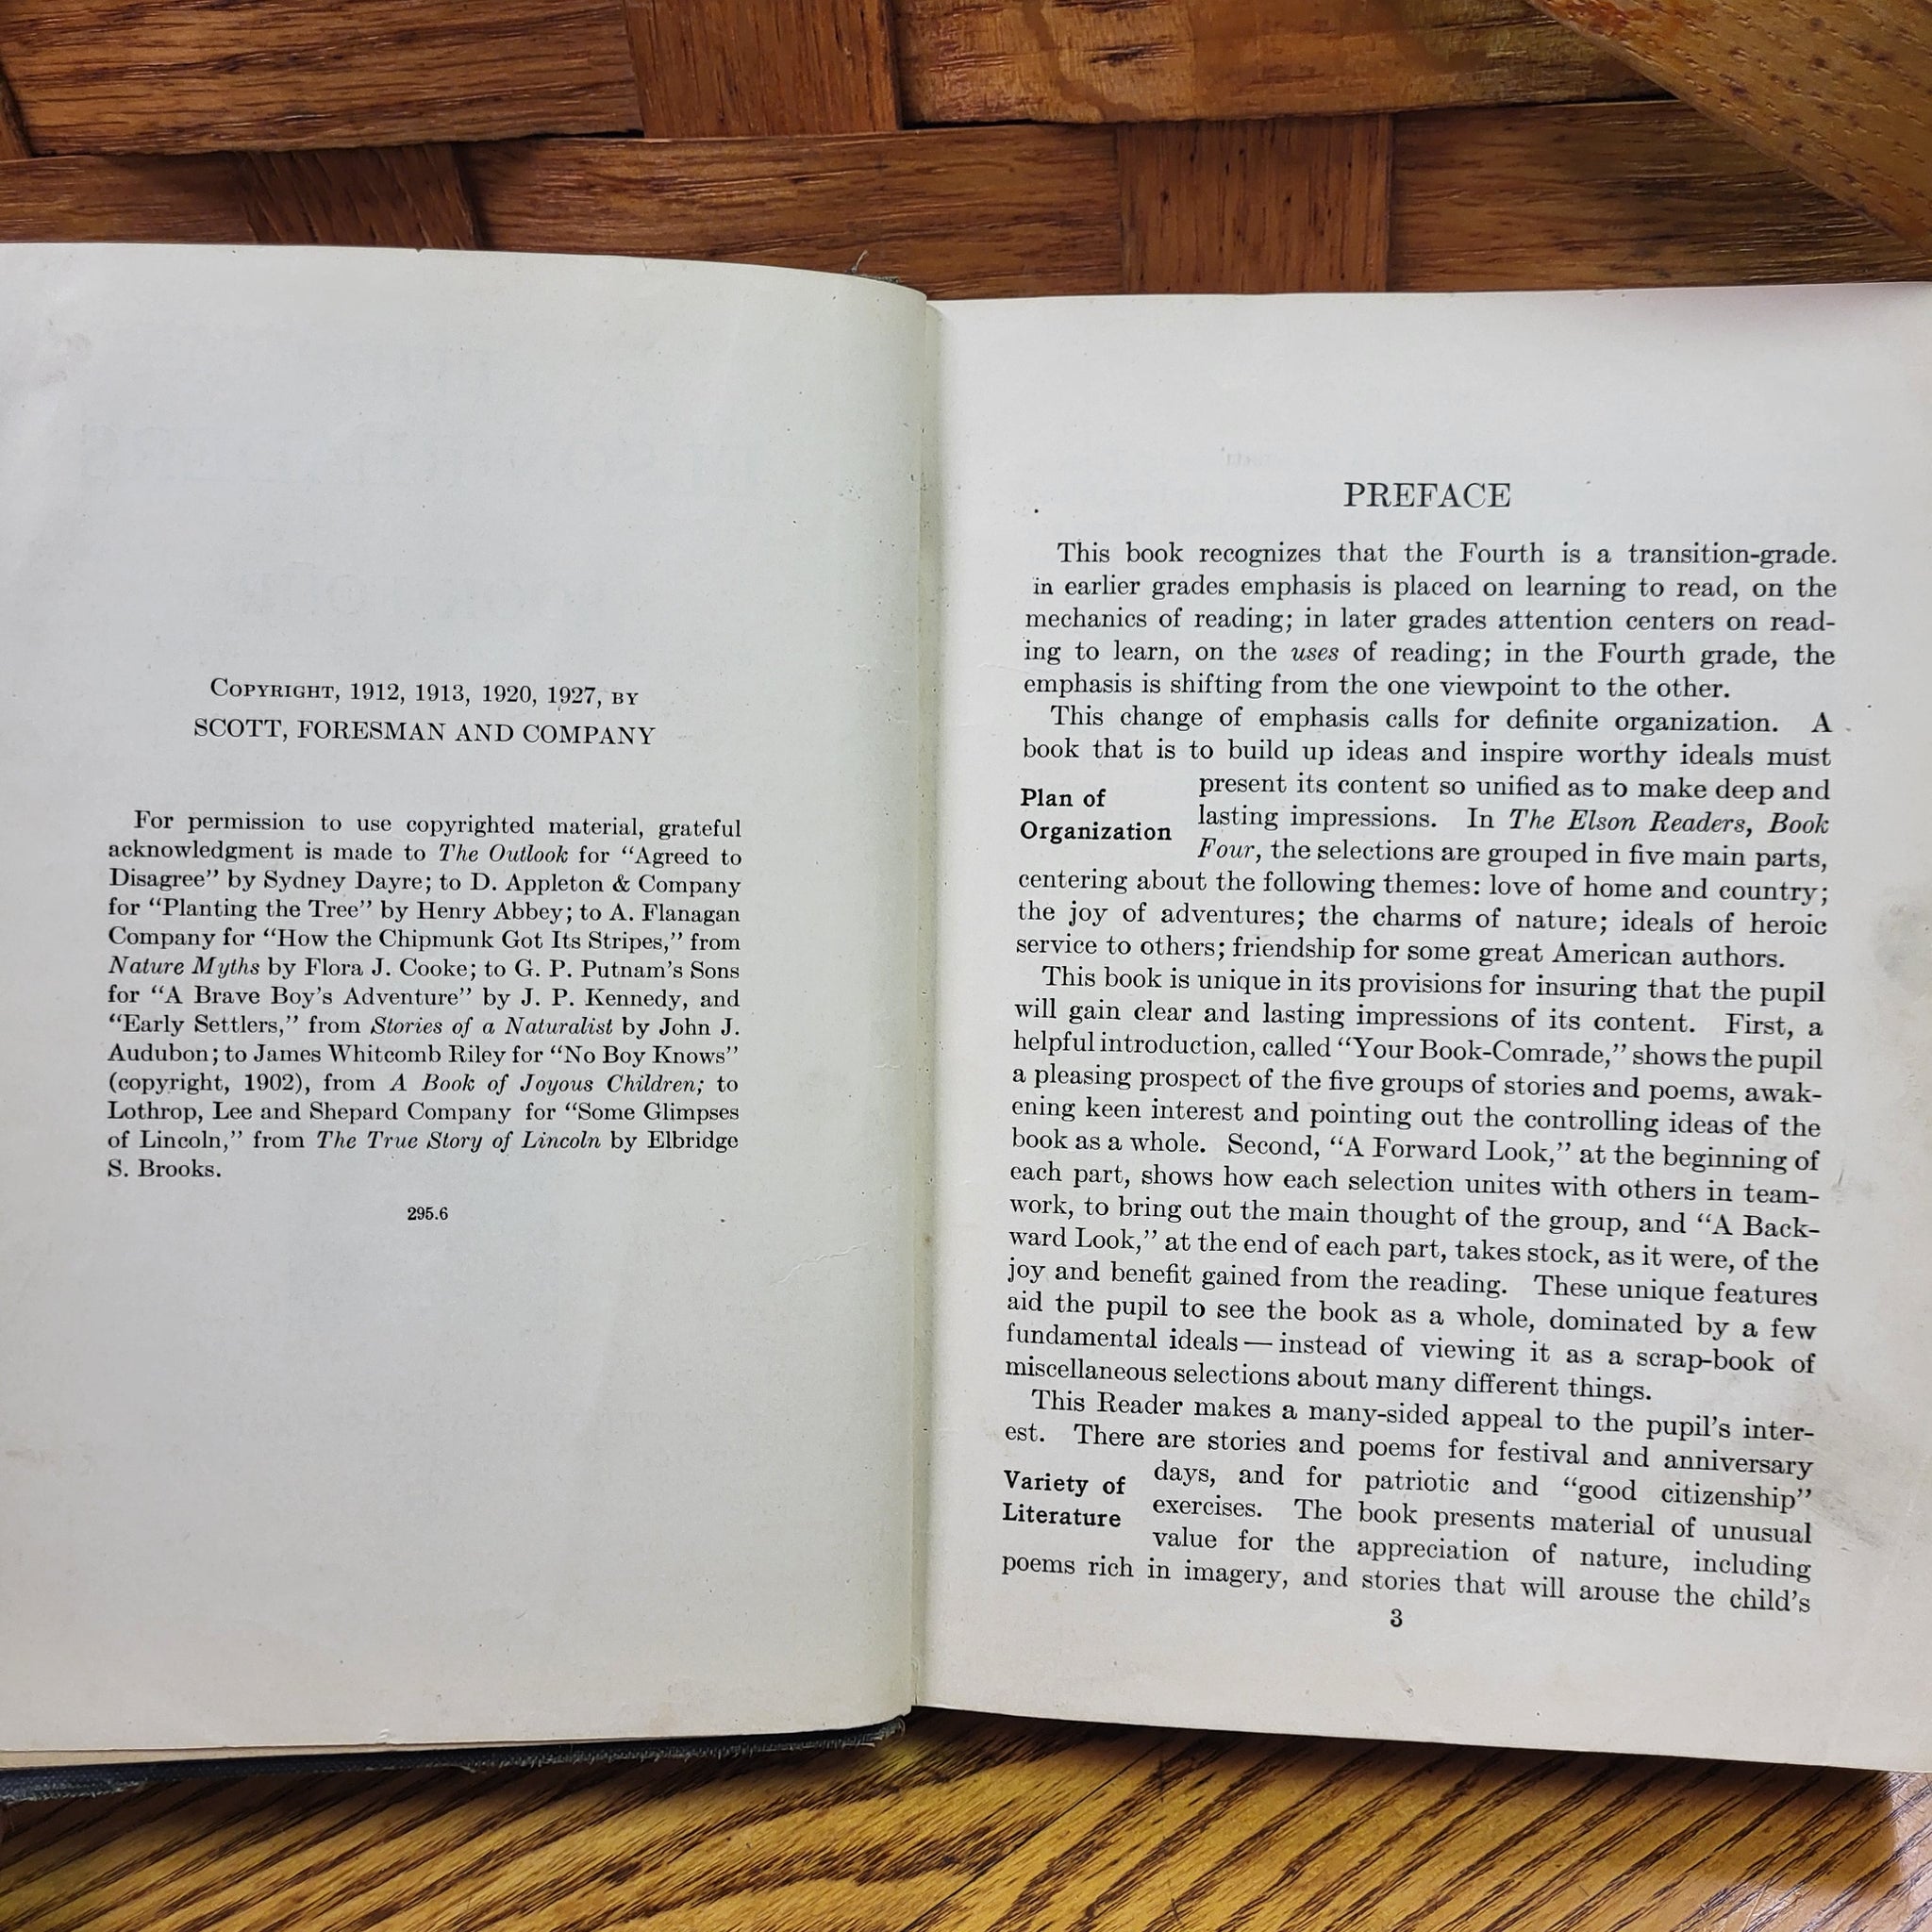 Copyright, 1912, 1913, 1920, 1927, by
SCOTT, FORESMAN AND COMPANY
For permission to use copyrighted material, grateful
acknowledgment is made to The Outlook for “Agreed to
Disagree” by Sydney Dayre; to D. Appleton & Company
for “Planting the Tree” by Henry Abbey; to A. Flanagan
Company for “How the Chipmunk Got Its Stripes,” from
Nature Myths by Flora J. Cooke; to G. P. Putnam’s Sons
for “A Brave Boy’s Adventure” by J. P. Kennedy, and
“Early Settlers,” from Stories of a Naturalist by John J.
Audubon; to James Whitcomb Riley for “No Boy Knows”
(copyright, 1902), from A Book of Joyous Children; to
Lothrop, Lee and Shepard Company for “Some Glimpses
of Lincoln,” from The True Story of Lincoln by Elbridge
S. Brooks.
295.6
PREFACE
This book recognizes that the Fourth is a transition-grade.
in earlier grades emphasis is placed on learning to read, on the
mechanics of reading; in later grades attention centers on read-
ing to learn, on the uses of reading; in the Fourth grade, the
emphasis is shifting from the one viewpoint to the other.
This change of emphasis calls for definite organization. A
book that is to build up ideas and inspire worthy ideals must
present its content so unified as to make deep and
Plan of
lasting impressions. In The Elson Readers, Book
Organization
Four, the selections are grouped in five main parts,
centering about the following themes: love of home and country;
the joy of adventures; the charms of nature; ideals of heroic
service to others; friendship for some great American authors.
This book is unique in its provisions for insuring that the pupil
will gain clear and lasting impressions of its content. First, a
helpful introduction, called “Your Book-Comrade,” shows the pupil
a pleasing prospect of the five groups of stories and poems, awak-
ening keen interest and pointing out the controlling ideas of the
book as a whole. Second, “A Forward Look,” at the beginning of
each part, shows how each selection unites with others in team-
work, to bring out the main thought of the group, and “A Back-
ward Look,” at the end of each part, takes stock, as it were, of the
joy and benefit gained from the reading. These unique features
aid the pupil to see the book as a whole, dominated by a few
fundamental ideals — instead of viewing it as a scrap-book of
miscellaneous selections about many different things.
This Reader makes a many-sided appeal to the pupil’s inter-
est. There are stories and poems for festival and anniversary
days, and for patriotic and “good citizenship”
Variety of
exercises. The book presents material of unusual
Literature
value for the appreciation of nature, including
poems rich in imagery, and stories that will arouse the child’s
3